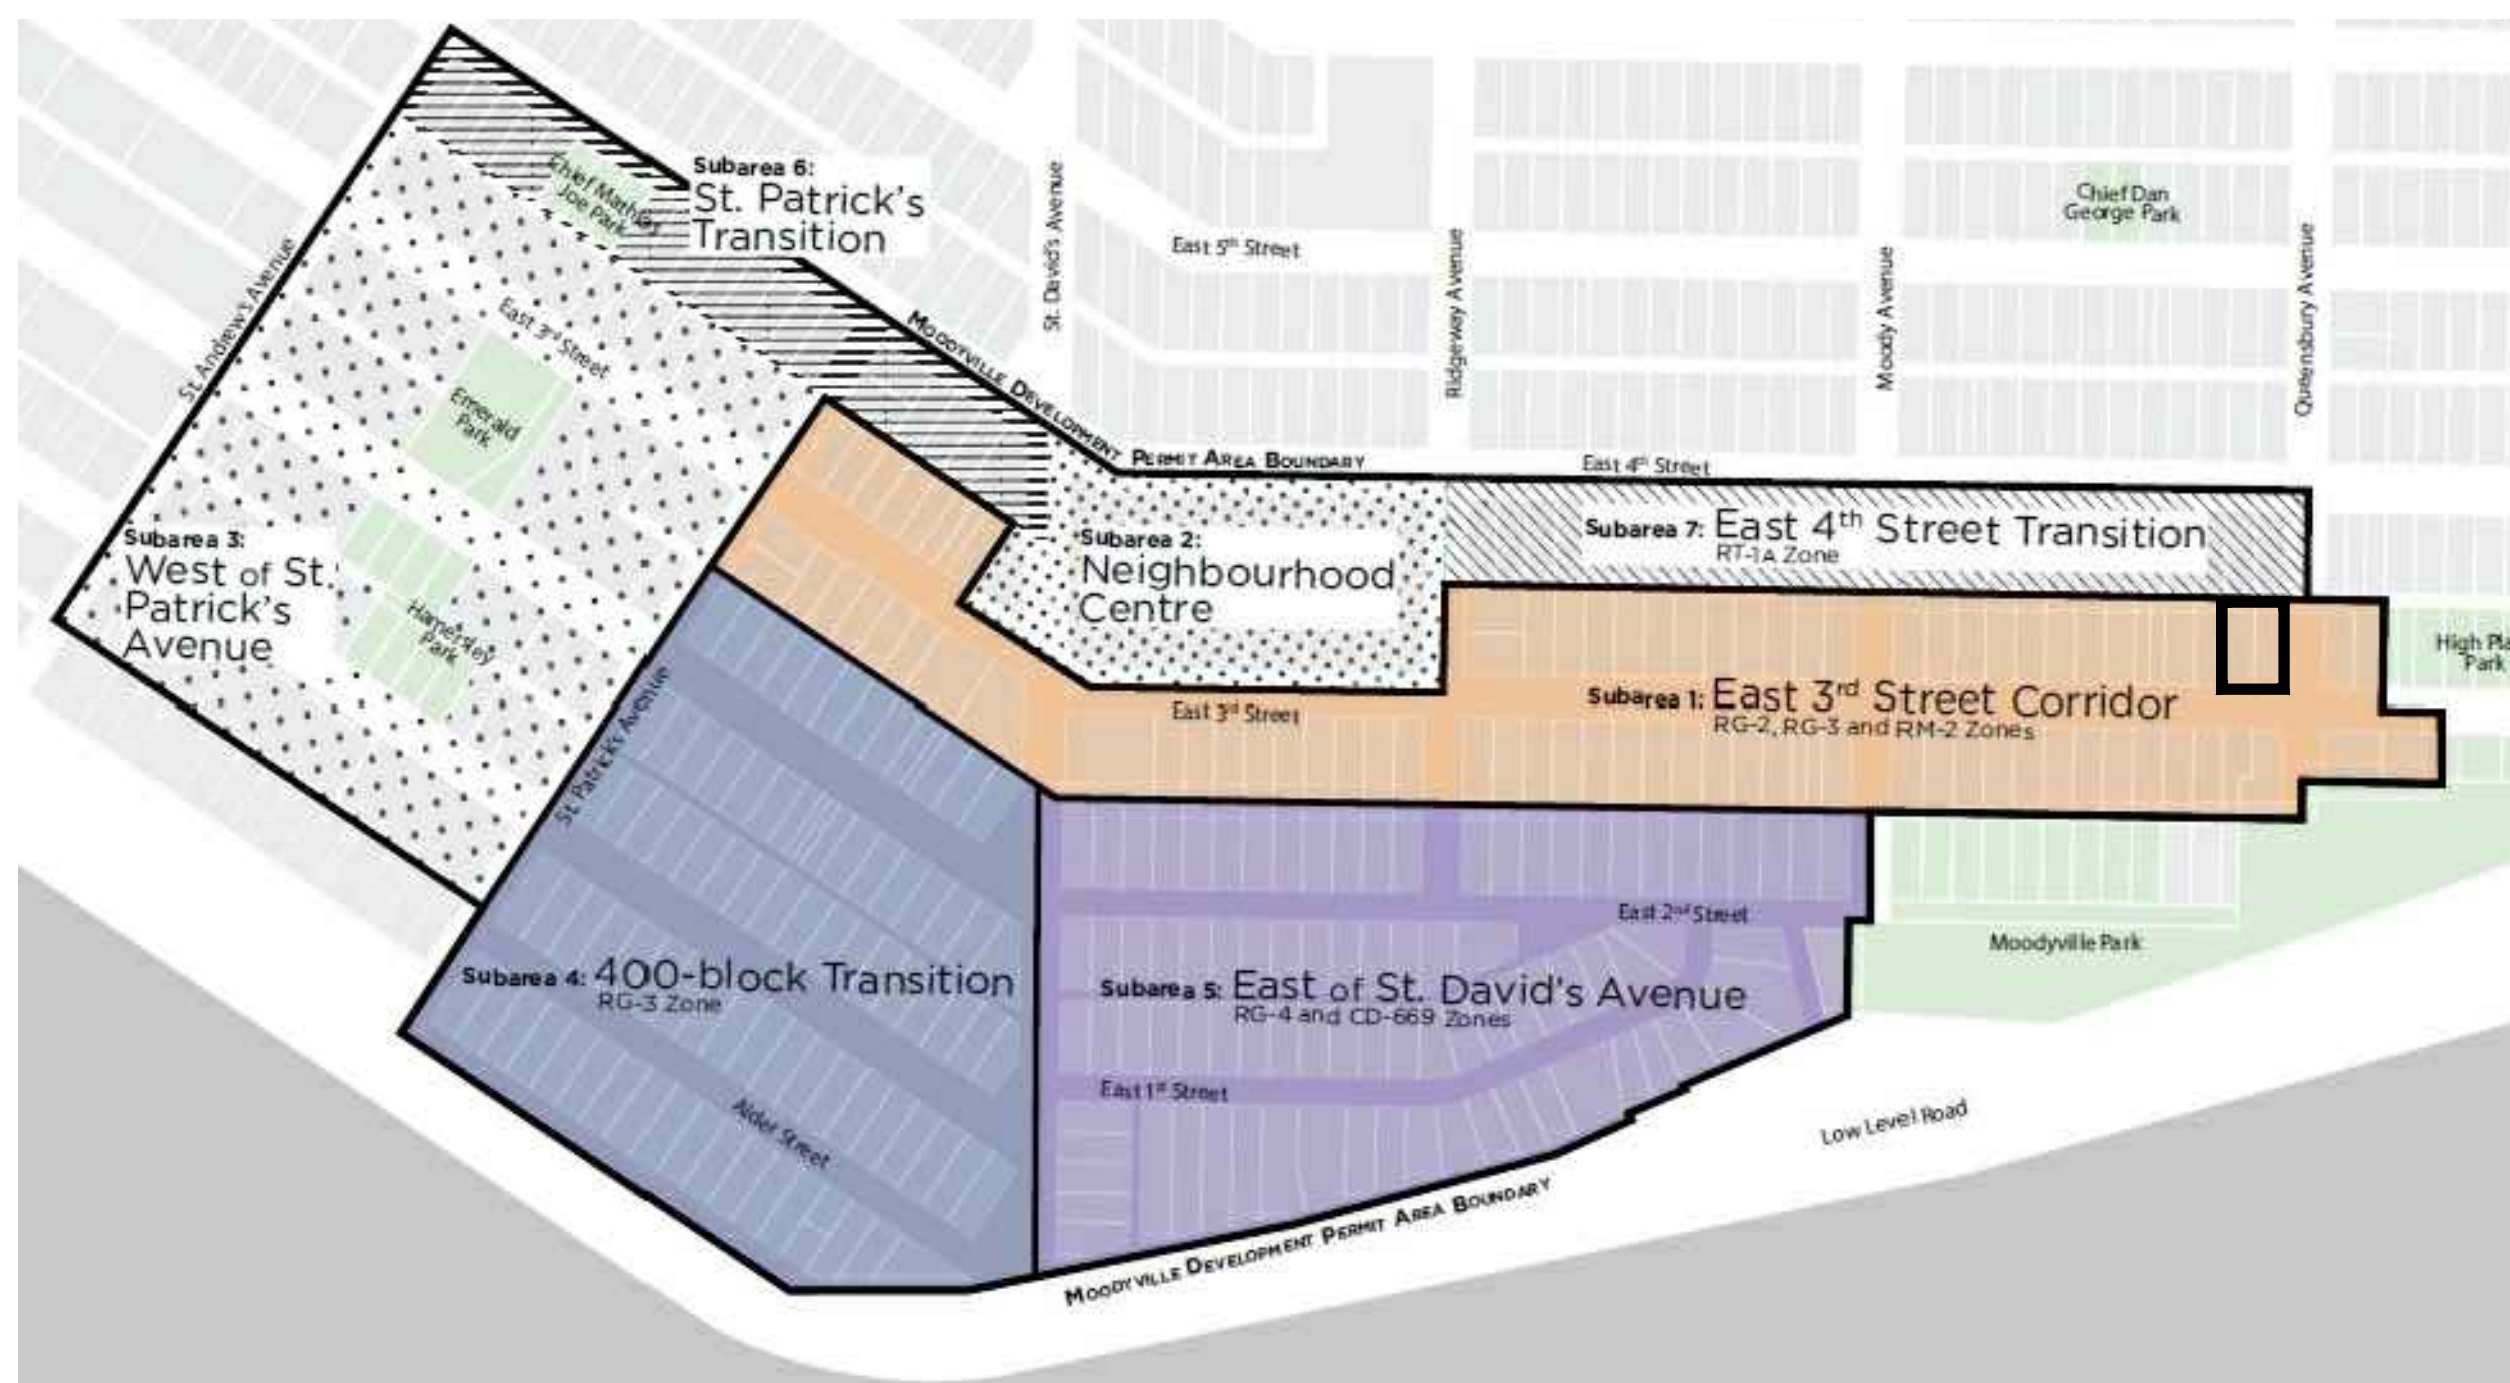 Subarea 6:
St. Patrick's
Transition
Chief Mathias
Joe Park
St. David's Avenue
East 5th Street
Ridgeway Avenue
Moody Avenue
Chief Dan
George Park
Queensbury Avenue
St. Andrew's Avenue
East 3rd Street
Emerald
Park
MOODYVILLE DEVELOPMENT PERMIT AREA BOUNDARY
East 4th Street
Subarea 3:
West of St.
Patrick's
Avenue
Hamersley
Park
Subarea 2:
Neighbourhood
Centre
Subarea 7: East 4th Street Transition
RT-1A Zone
High Pla
Park
St. Patrick's Avenue
East 3rd Street
Subarea 1: East 3rd Street Corridor
RG-2, RG-3 and RM-2 Zones
East 2nd Street
Moodyville Park
Subarea 4: 400-block Transition
RG-3 Zone
Subarea 5: East of St. David's Avenue
RG-4 and CD-669 Zones
East 1st Street
Alder Street
Low Level Road
MOODYVILLE DEVELOPMENT PERMIT AREA BOUNDARY